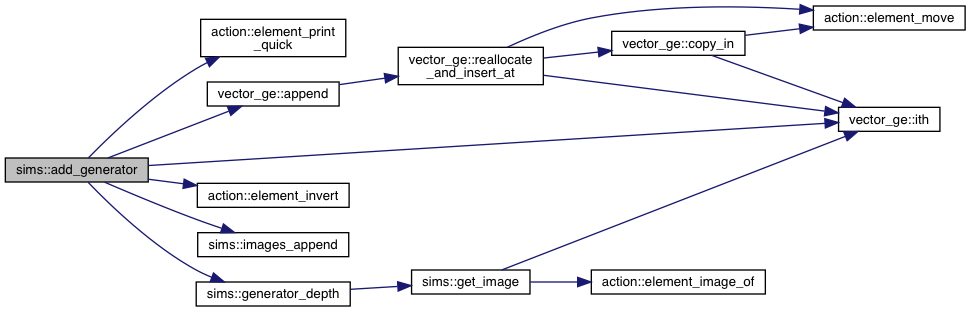 action::element_print
_quick
vector_ge::append
sims::add_generator
action::element_invert
sims::images_append
sims::generator_depth
vector_ge::reallocate
_and_insert_at
sims::get_image
vector_ge::copy_in
action::element_image_of
action::element_move
vector_ge::ith